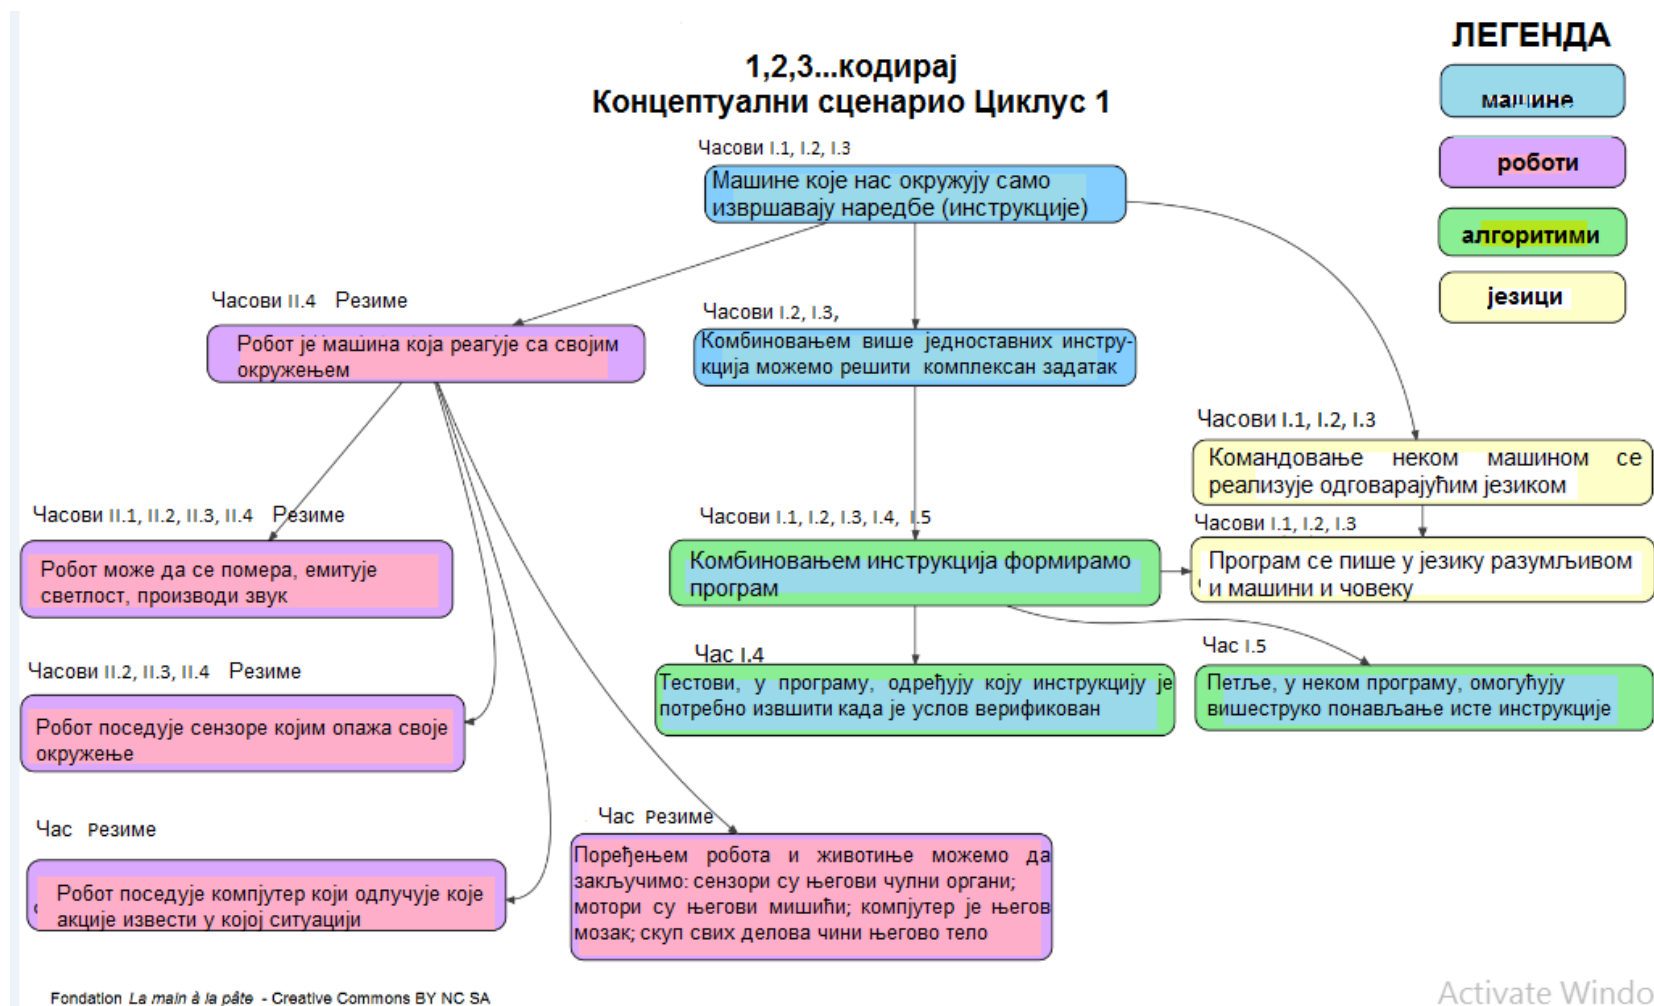 ЛЕГЕНДА
1,2,3...кодирај
Концептуални сценарио Циклус 1
машине
роботи
алгоритими
језици
Часови I.1, I.2, I.3
Машине које нас окружују само
извршавају наредбе (инструкције)
Часови II.4 Резиме
Робот је машина која реагује са својим
окружењем
Часови I.2, I.3,
Комбиновањем више једноставних инстру-
кција можемо решити комплексан задатак
Часови I.1, I.2, I.3
Командовање неком машином се
реализује одговарајућим језиком
Часови II.1, II.2, II.3, II.4 Резиме
Робот може да се помера, емитује
светлост, производи звук
Часови I.1, I.2, I.3, I.4, I.5
Комбиновањем инструкција формирамо
програм
Часови I.1, I.2, I.3
Програм се пише у језику разумљивом
и машини и човеку
Час I.4
Тестови, у програму, одређују коју инструкцију је
потребно извшити када је услов верификован
Час I.5
Петље, у неком програму, омогућују
вишеструко понављање исте инструкције
Часови II.2, II.3, II.4 Резиме
Робот поседује сензоре којим опажа своје
окружење
Час Резиме
Робот поседује компјутер који одлучује које
акције извести у којој ситуацији
Час Резиме
Поређењем робота и животиње можемо да
закључимо: сензори су његови чулни органи;
мотори су његови мишићи; компјутер је његов
мозак; скуп свих делова чини његово тело
Fondation La main à la pâte - Creative Commons BY NC SA
Activate Windo